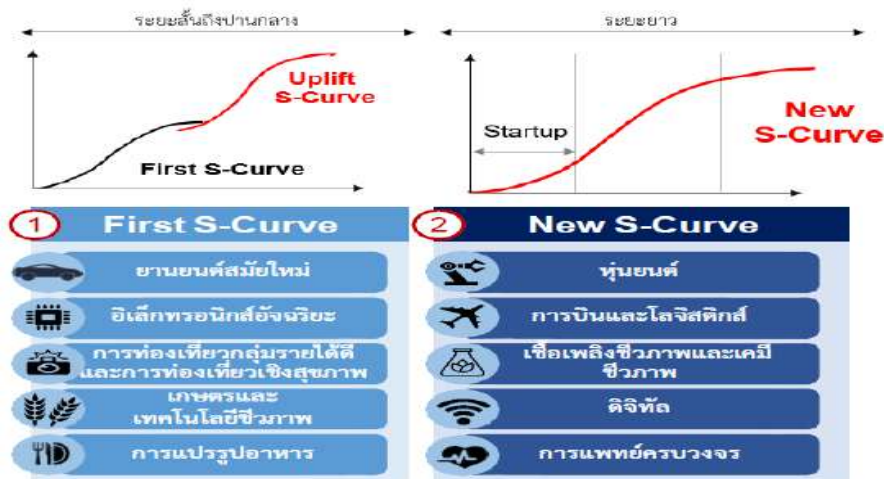 ระยะสั้นถึงปานกลาง
ระยะยาว
Uplift
S-Curve
First S-Curve
Startup
New
S-Curve
1 First S-Curve
ยานยนต์สมัยใหม่
อิเล็กทรอนิกส์อัจฉริยะ
การท่องเที่ยวกลุ่มรายได้ดี
และการท่องเที่ยวเชิงสุขภาพ
เกษตรและ
เทคโนโลยีชีวภาพ
การแปรรูปอาหาร
2 New S-Curve
หุ่นยนต์
การบินและโลจิสติกส์
เชื้อเพลิงชีวภาพและเคมี
ชีวภาพ
ดิจิทัล
การแพทย์ครบวงจร